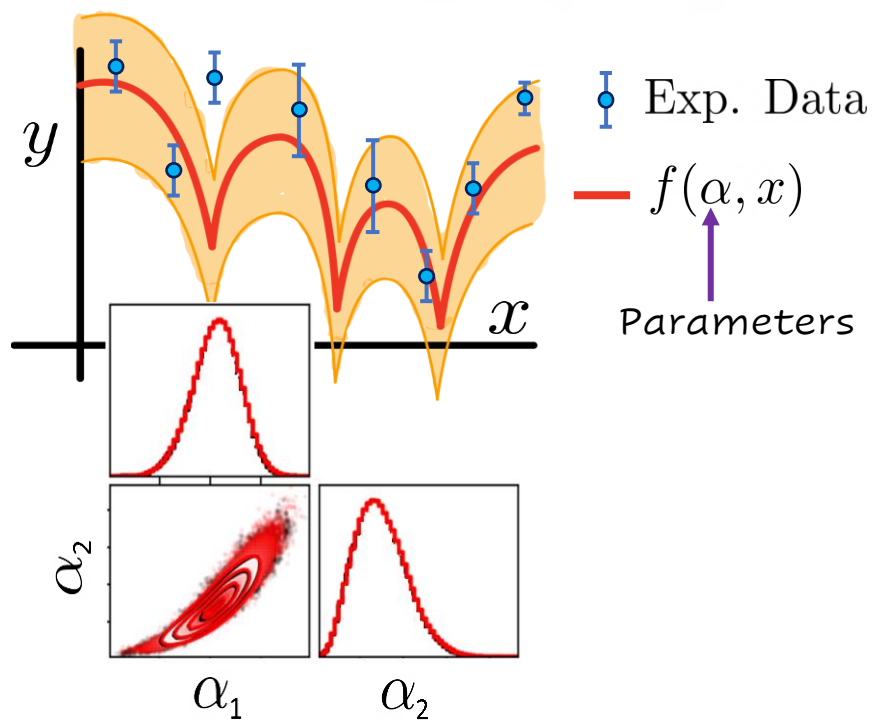 y
Exp. Data
f(α, x)
x
Parameters
α₂
α₁
α₂